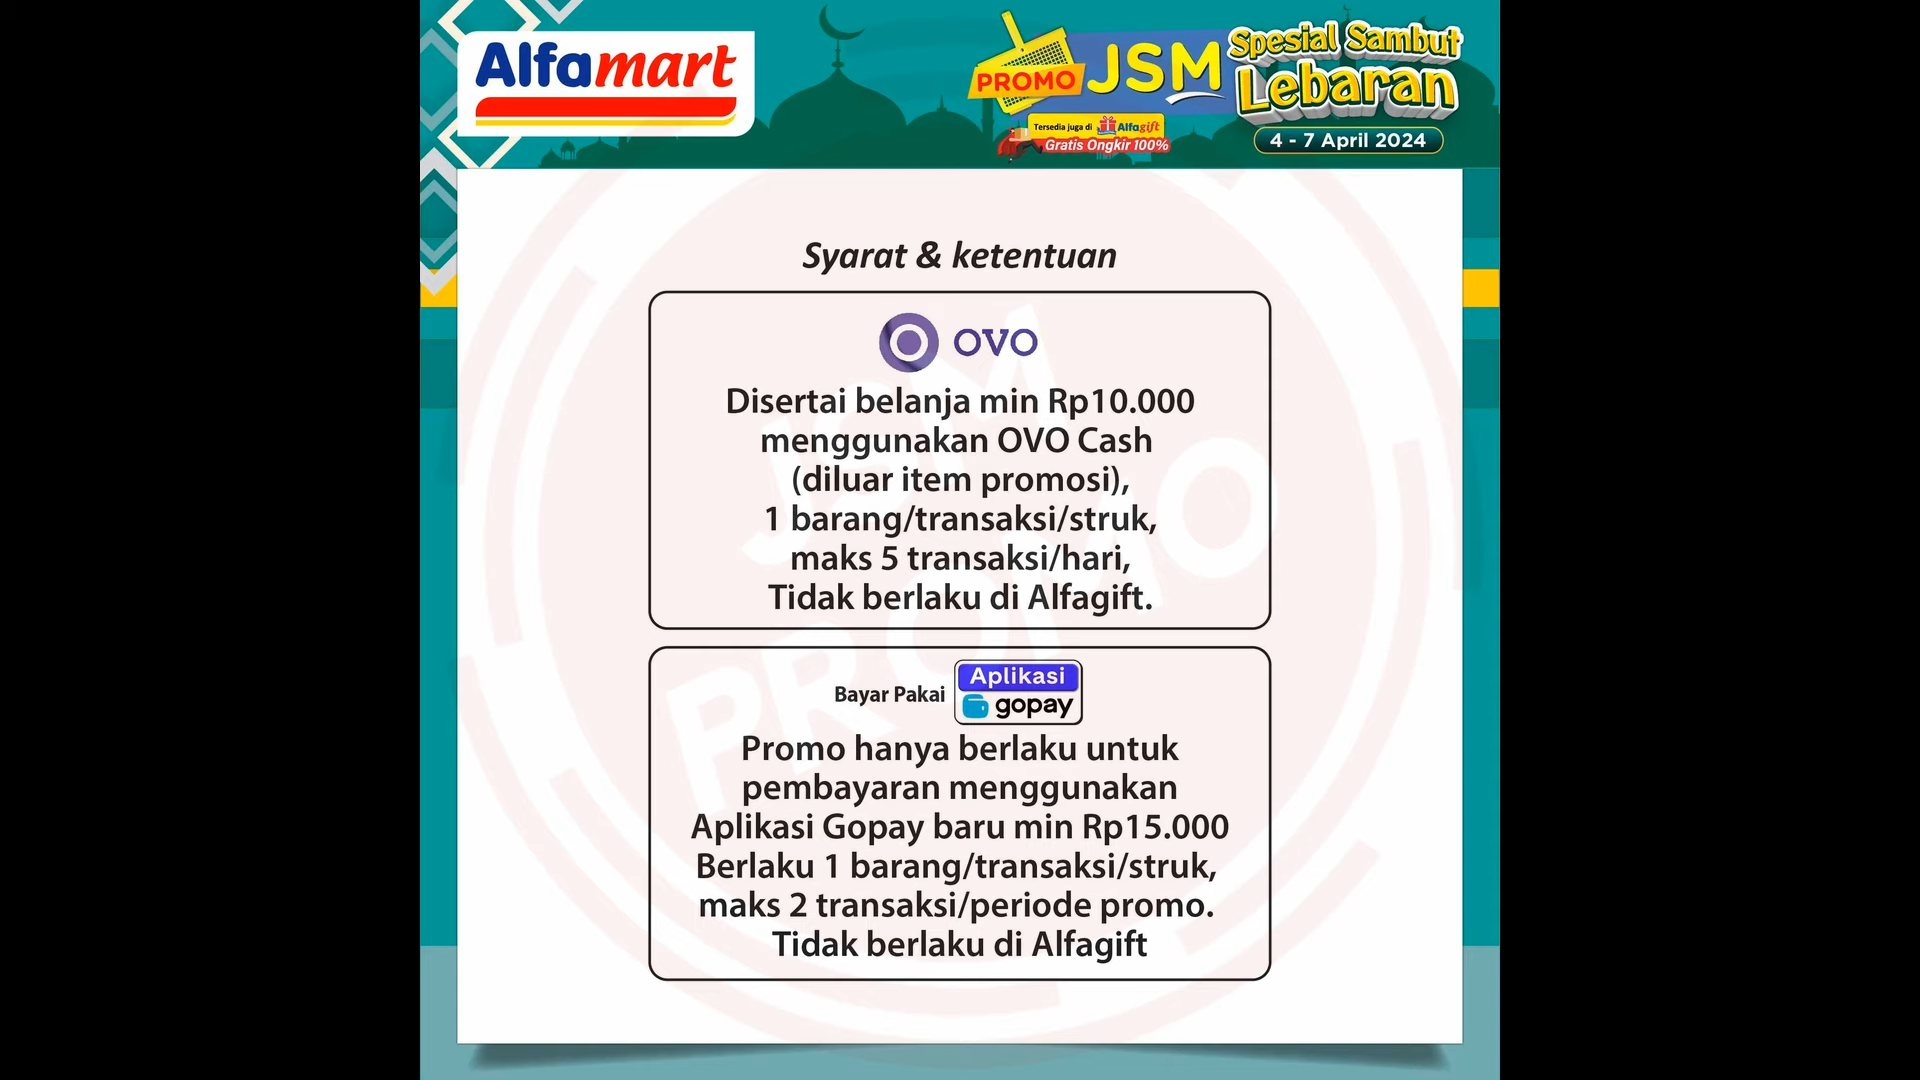 Alfamart
PROMO JSM
Tersedia juga di Alfagift
Gratis Ongkir 100%
Spesial Sambut
Lebaran
4 - 7 April 2024
Syarat & ketentuan
OVO
Disertai belanja min Rp10.000
menggunakan OVO Cash
(diluar item promosi),
1 barang/transaksi/struk,
maks 5 transaksi/hari,
Tidak berlaku di Alfagift.
Bayar Pakai Aplikasi
gopay
Promo hanya berlaku untuk
pembayaran menggunakan
Aplikasi Gopay baru min Rp15.000
Berlaku 1 barang/transaksi/struk,
maks 2 transaksi/periode promo.
Tidak berlaku di Alfagift
JSM
PROMO